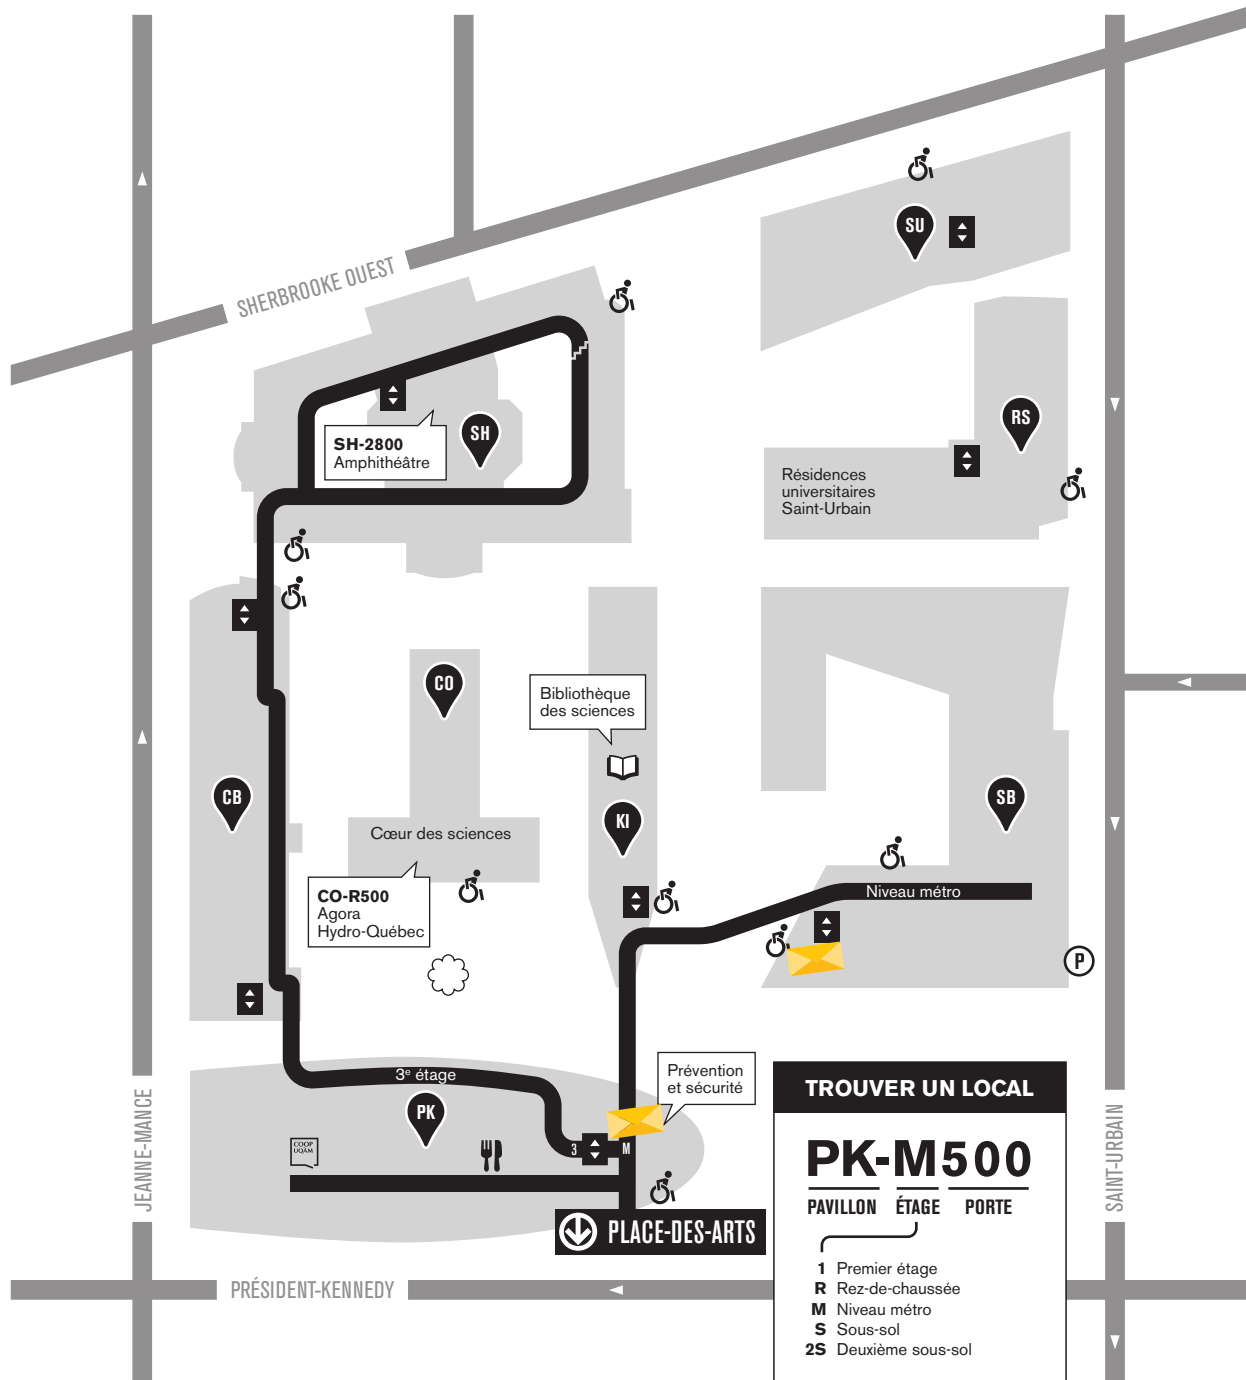 SHERBROOKE OUEST
SU
SH
RS
SH-2800
Amphithéâtre
Résidences
universitaires
Saint-Urbain
CO
Bibliothèque
des sciences
CB
KI
SB
Cœur des sciences
CO-R500
Agora
Hydro-Québec
Niveau métro
P
3e étage
PK
Prévention
et sécurité
COOP
UQÀM
3
M
PLACE-DES-ARTS
JEANNE-MANCE
SAINT-URBAIN
PRÉSIDENT-KENNEDY
TROUVER UN LOCAL
PK-M500
PAVILLON ÉTAGE PORTE
1 Premier étage
R Rez-de-chaussée
M Niveau métro
S Sous-sol
2S Deuxième sous-sol